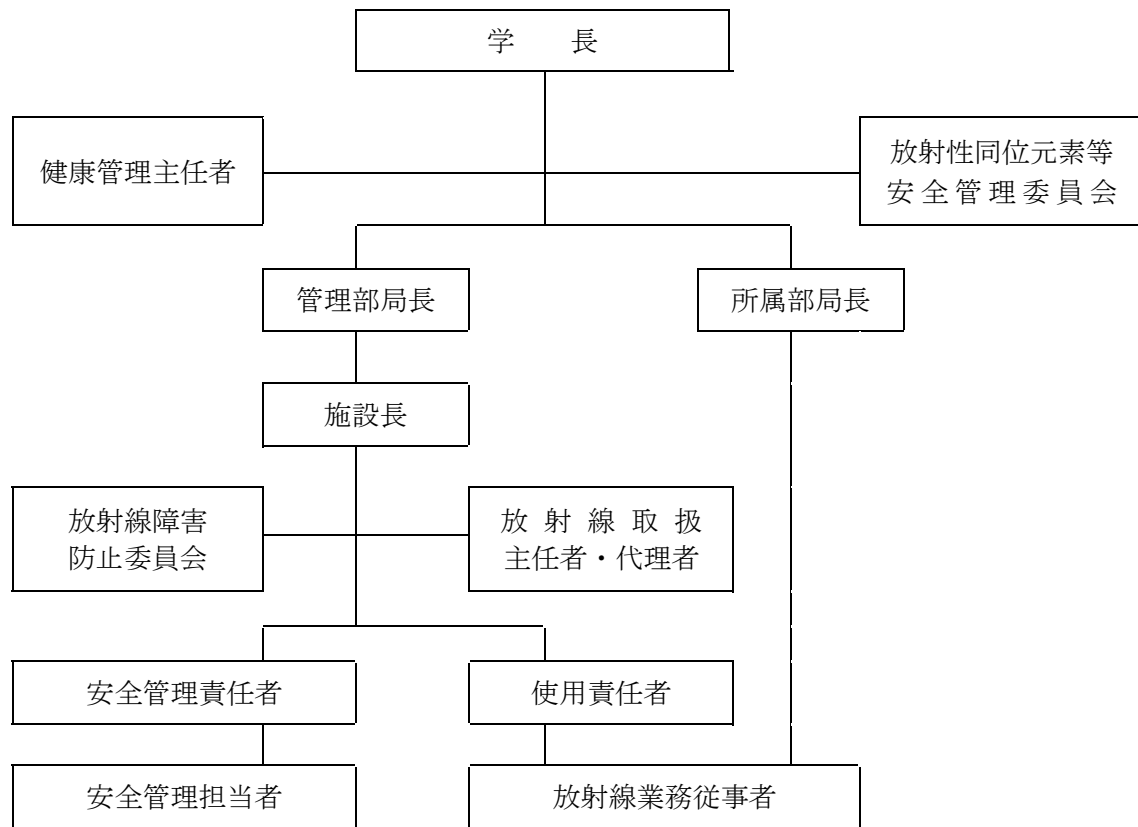 学　長
健康管理主任者
放射性同位元素等
安全管理委員会
管理部局長
所属部局長
施設長
放射線障害
防止委員会
放射線取扱
主任者・代理者
安全管理責任者
使用責任者
安全管理担当者
放射線業務従事者